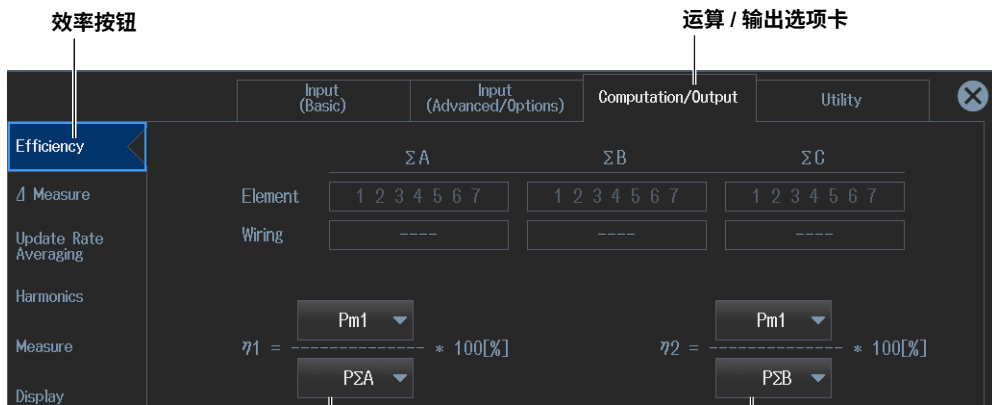 效率按钮
运算 / 输出选项卡
Input
(Basic)
Input
(Advanced/Options)
Computation/Output
Utility
Efficiency
Δ Measure
Update Rate
Averaging
Harmonics
Measure
Display
ΣA ΣB ΣC
Element 1 2 3 4 5 6 7 1 2 3 4 5 6 7 1 2 3 4 5 6 7
Wiring ---- ---- ----
Pm1 Pm1
η1 = -------------- * 100[%] η2 = -------------- * 100[%]
PΣA PΣB